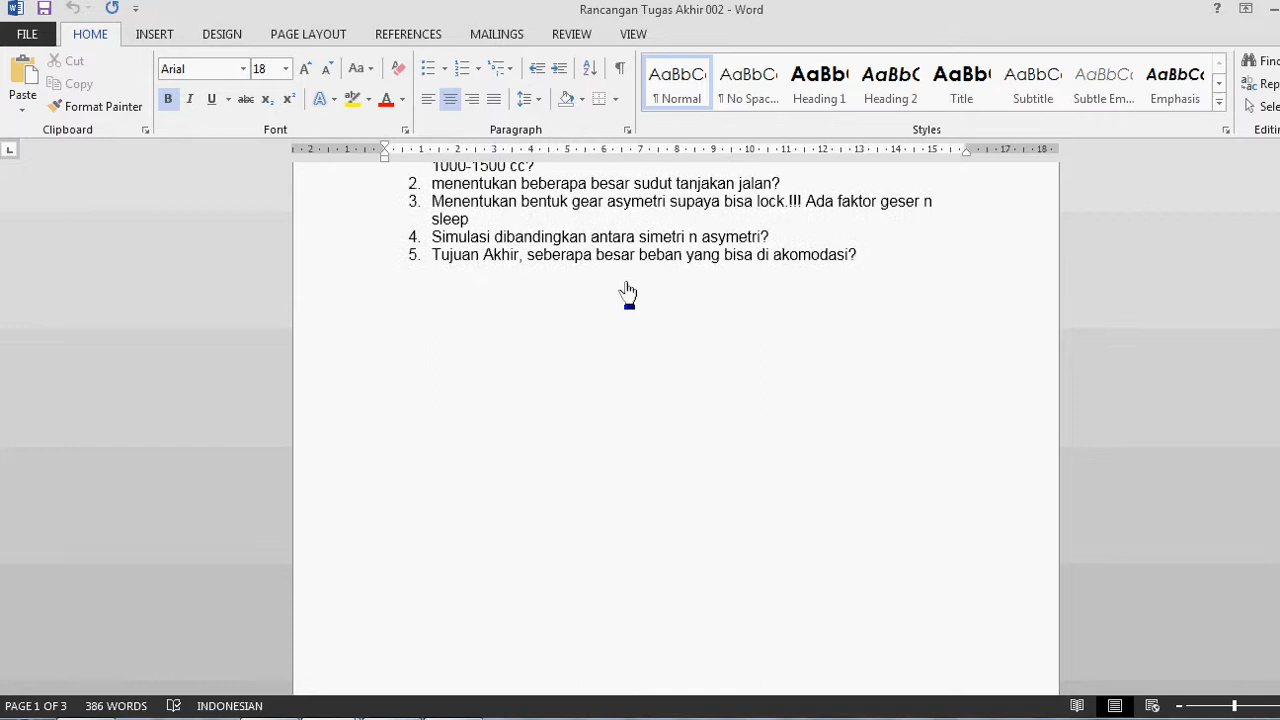 Rancangan Tugas Akhir 002 - Word
FILE HOME INSERT DESIGN PAGE LAYOUT REFERENCES MAILINGS REVIEW VIEW
Cut
Copy
Paste
Format Painter
Arial 18
AaBbCc AaBbCc AaBb( AaBbCc AaBb( AaBbCc AaBbCc AaBbCc
¶ Normal ¶ No Spac... Heading 1 Heading 2 Title Subtitle Subtle Em... Emphasis
Clipboard Font Paragraph Styles
1000-1500 cc?
2. menentukan beberapa besar sudut tanjakan jalan?
3. Menentukan bentuk gear asymetri supaya bisa lock.!!! Ada faktor geser n
sleep
4. Simulasi dibandingkan antara simetri n asymetri?
5. Tujuan Akhir, seberapa besar beban yang bisa di akomodasi?
PAGE 1 OF 3 386 WORDS INDONESIAN